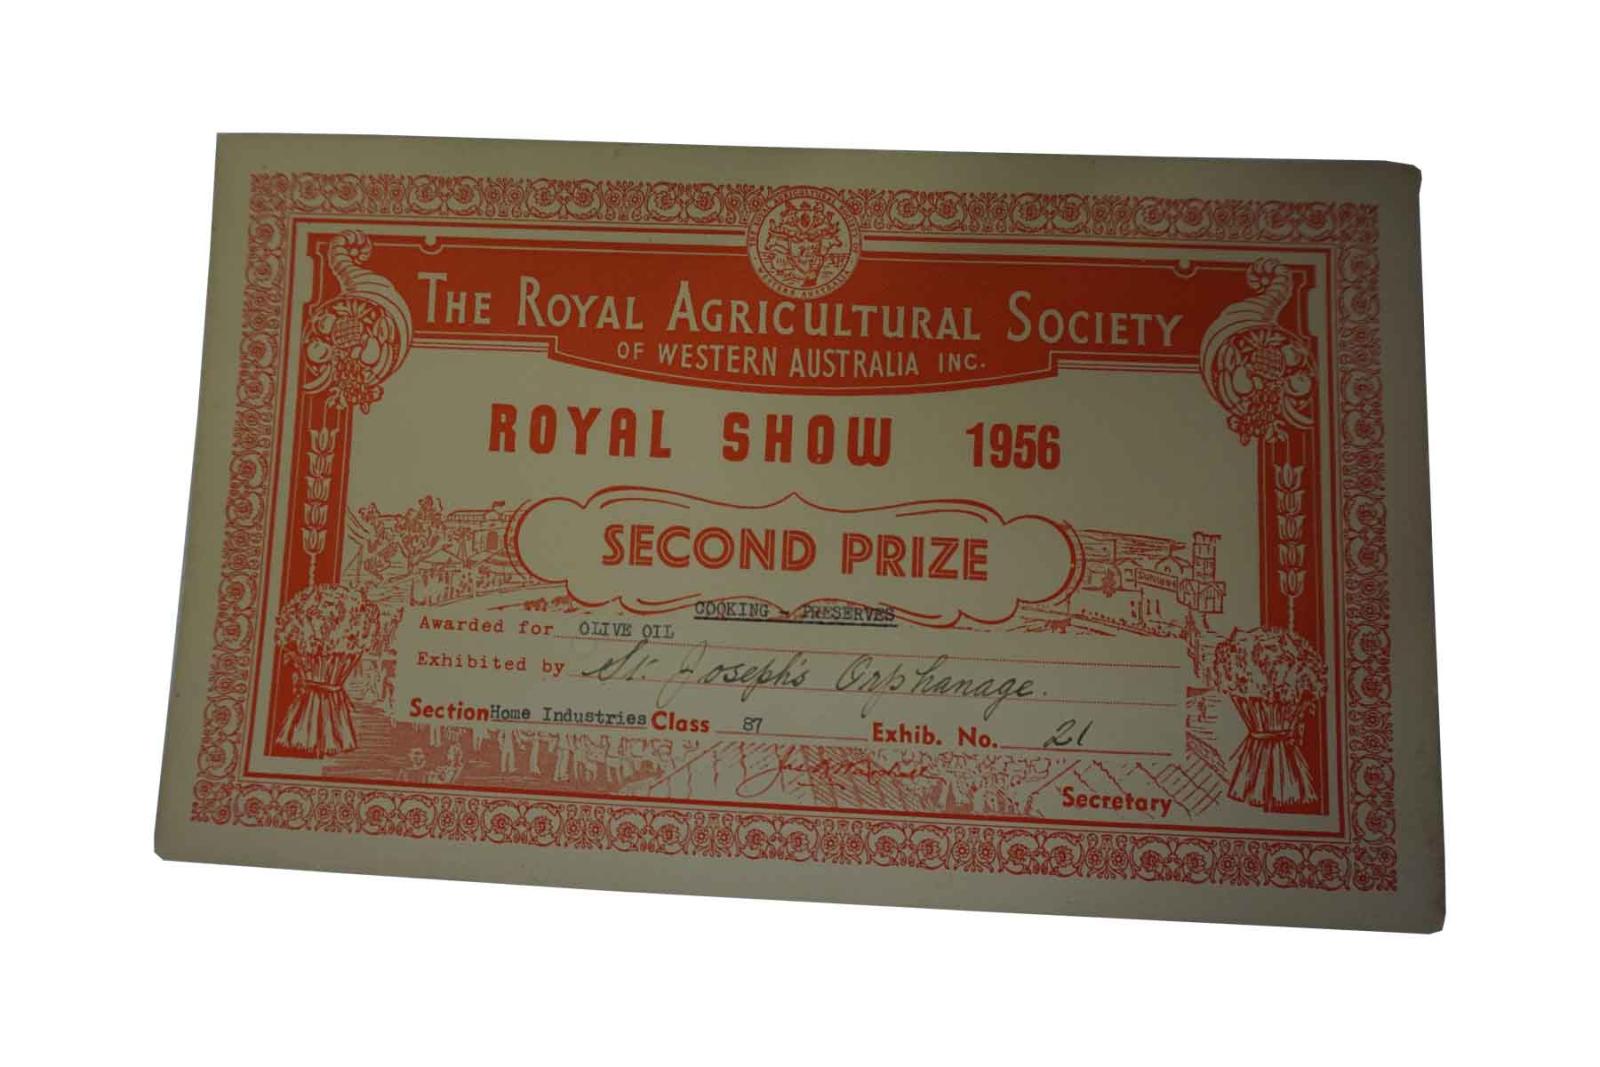 THE ROYAL AGRICULTURAL SOCIETY
OF WESTERN AUSTRALIA INC.
ROYAL SHOW 1956
SECOND PRIZE
COOKING - PRESERVES
Awarded for OLIVE OIL
Exhibited by St. Joseph's Orphanage.
Section Home Industries Class 87 Exhib. No. 21
Secretary